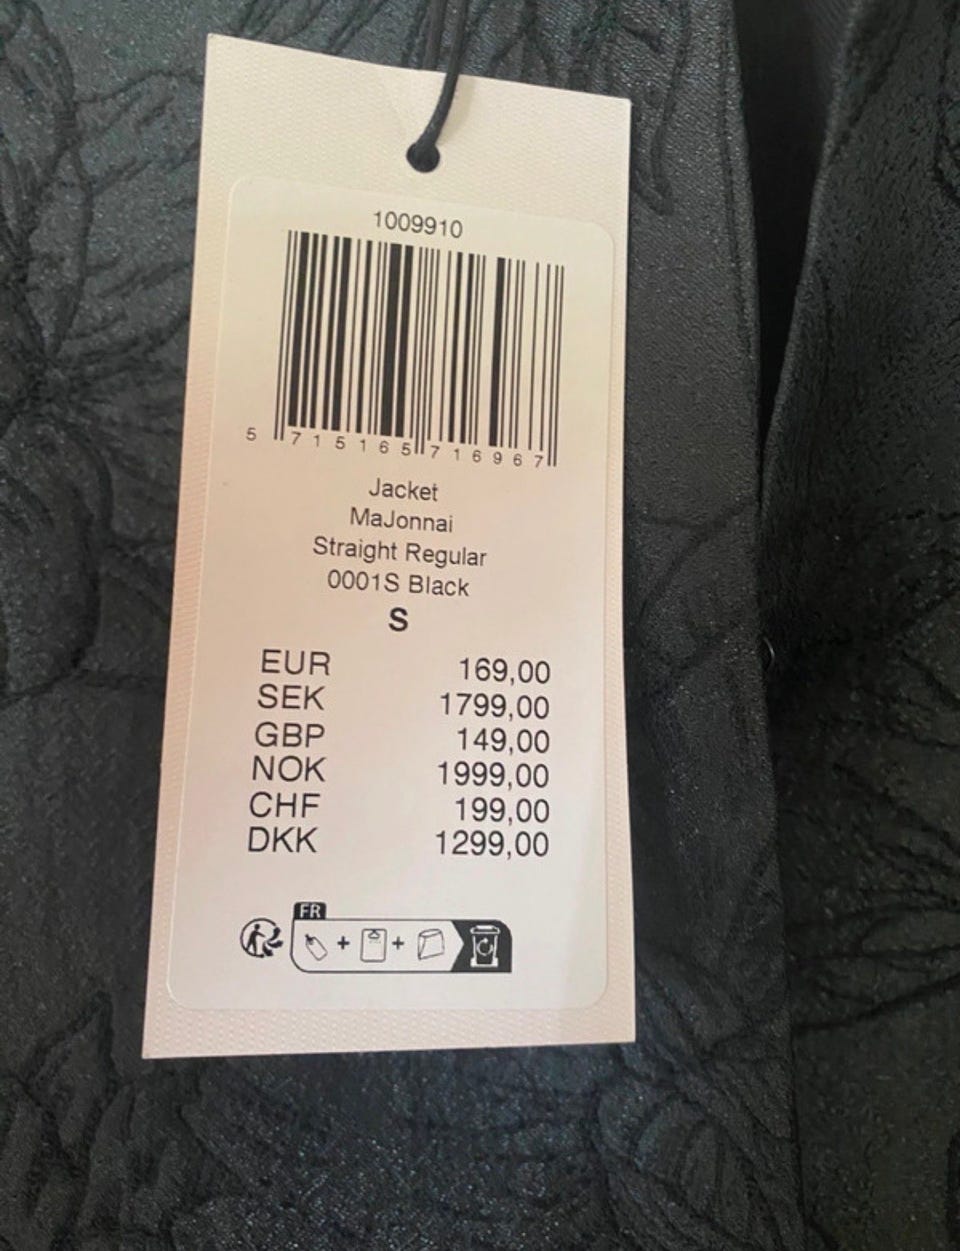 1009910
5 715165 716967
Jacket
MaJonnai
Straight Regular
0001S Black
S
EUR 169,00
SEK 1799,00
GBP 149,00
NOK 1999,00
CHF 199,00
DKK 1299,00
FR
+ +